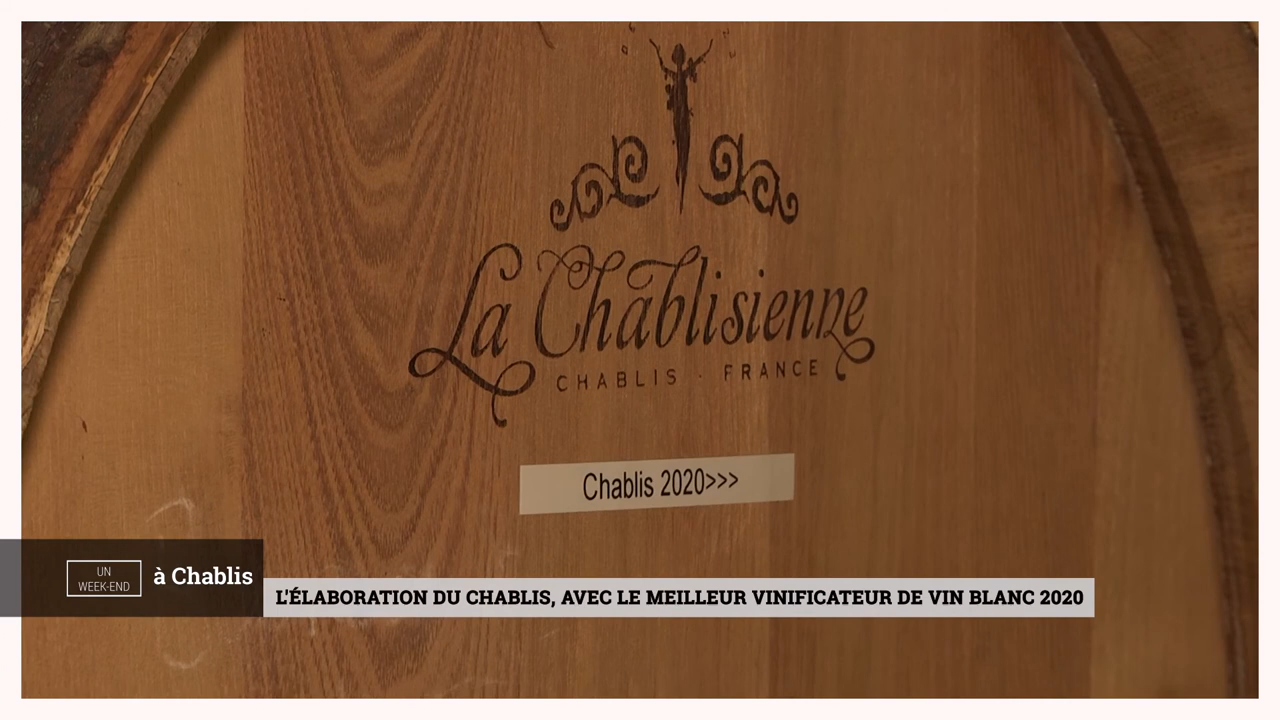 La Chablisienne
CHABLIS · FRANCE
Chablis 2020>>>
UN
WEEK-END
à Chablis
L'ÉLABORATION DU CHABLIS, AVEC LE MEILLEUR VINIFICATEUR DE VIN BLANC 2020